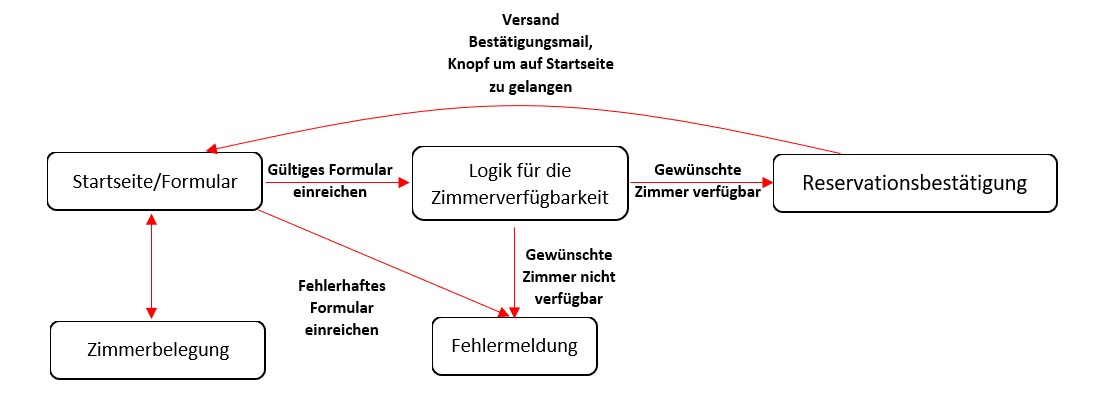 Versand
Bestätigungsmail,
Knopf um auf Startseite
zu gelangen
Startseite/Formular
Gültiges Formular
einreichen
Logik für die
Zimmerverfügbarkeit
Gewünschte
Zimmer verfügbar
Reservationsbestätigung
Gewünschte
Zimmer nicht
verfügbar
Fehlerhaftes
Formular
einreichen
Zimmerbelegung
Fehlermeldung